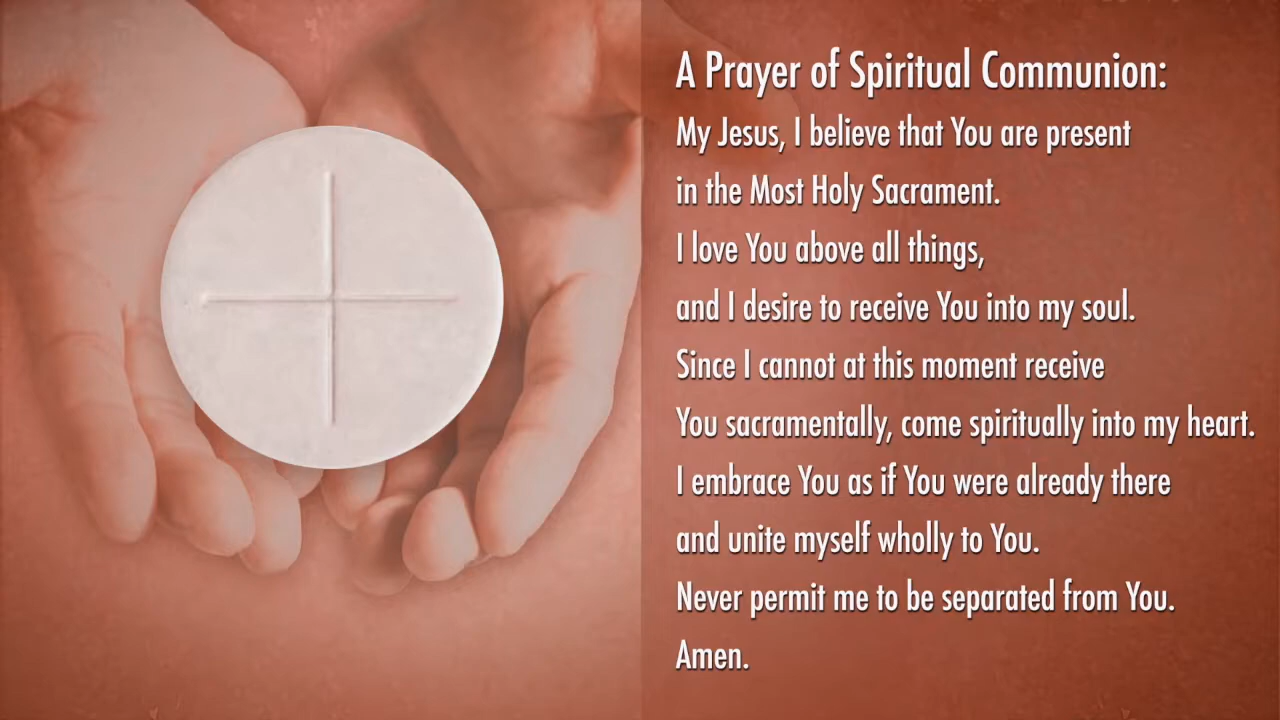 A Prayer of Spiritual Communion:
My Jesus, I believe that You are present
in the Most Holy Sacrament.
I love You above all things,
and I desire to receive You into my soul.
Since I cannot at this moment receive
You sacramentally, come spiritually into my heart.
I embrace You as if You were already there
and unite myself wholly to You.
Never permit me to be separated from You.
Amen.